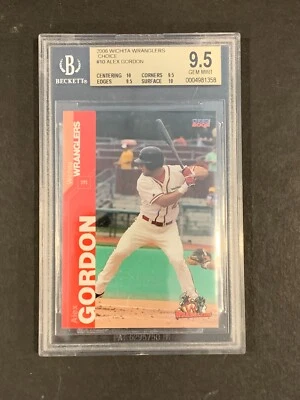 2006 WICHITA WRANGLERS
CHOICE
#10 ALEX GORDON
BECKETT®
CENTERING 10 CORNERS 9.5
EDGES 9.5 SURFACE 10
9.5
GEM MINT
0004981358
WRANGLERS
Alex
GORDON